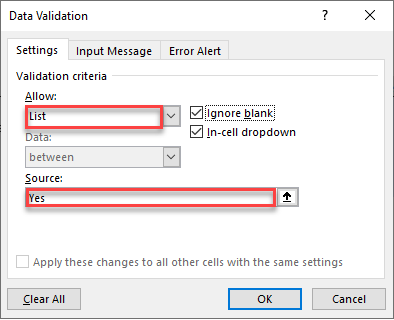 Data Validation
? ×
Settings Input Message Error Alert
Validation criteria
Allow:
List
Ignore blank
In-cell dropdown
Data:
between
Source:
Yes
Apply these changes to all other cells with the same settings
Clear All OK Cancel